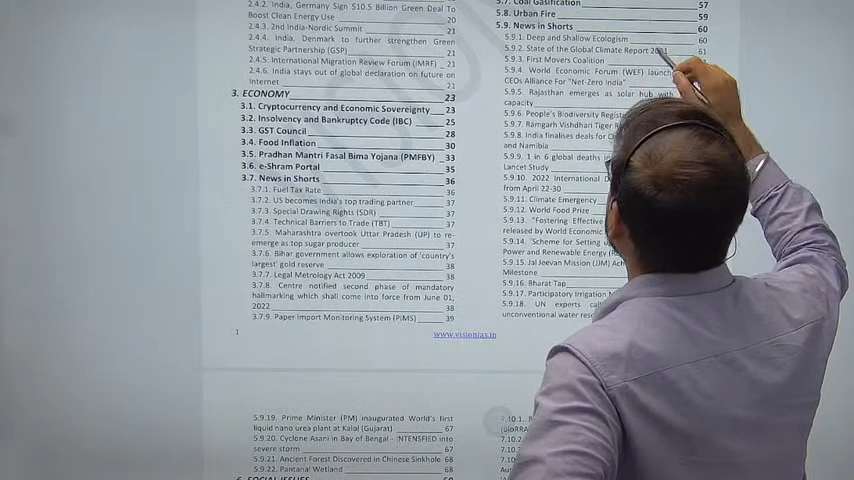 2.4.2. India, Germany Sign $10.5 Billion Green Deal To
Boost Clean Energy Use 20
2.4.3. 2nd India-Nordic Summit 21
2.4.4. India, Denmark to further strengthen Green
Strategic Partnership (GSP) 21
2.4.5. International Migration Review Forum (IMRF) 21
2.4.6. India stays out of global declaration on future on
Internet 21
3. ECONOMY 23
3.1. Cryptocurrency and Economic Sovereignty 23
3.2. Insolvency and Bankruptcy Code (IBC) 25
3.3. GST Council 28
3.4. Food Inflation 30
3.5. Pradhan Mantri Fasal Bima Yojana (PMFBY) 33
3.6. e-Shram Portal 35
3.7. News in Shorts 36
3.7.1. Fuel Tax Rate 36
3.7.2. US becomes India's top trading partner 37
3.7.3. Special Drawing Rights (SDR) 37
3.7.4. Technical Barriers to Trade (TBT) 37
3.7.5. Maharashtra overtook Uttar Pradesh (UP) to re-
emerge as top sugar producer 37
3.7.6. Bihar government allows exploration of 'country's
largest' gold reserve 38
3.7.7. Legal Metrology Act 2009 38
3.7.8. Centre notified second phase of mandatory
hallmarking which shall come into force from June 01,
2022 38
3.7.9. Paper Import Monitoring System (PIMS) 39
5.7. Coal Gasification 57
5.8. Urban Fire 59
5.9. News in Shorts 60
5.9.1. Deep and Shallow Ecologism 60
5.9.2. State of the Global Climate Report 2021 61
5.9.3. First Movers Coalition
5.9.4. World Economic Forum (WEF) launch
CEOs Alliance For "Net-Zero India"
5.9.5. Rajasthan emerges as solar hub with
capacity
5.9.6. People's Biodiversity
5.9.7. Ramgarh Vishdhari Tiger
5.9.8. India finalises deals for
and Namibia
5.9.9. 1 in 6 global deaths
Lancet Study
5.9.10. 2022 International
from April 22-30
5.9.11. Climate Emergency
5.9.12. World Food Prize
5.9.13. "Fostering Effective
released by World Economic
5.9.14. 'Scheme for Setting
Power and Renewable Energy
5.9.15. Jal Jeevan Mission (JJM)
Milestone
5.9.16. Bharat Tap
5.9.17. Participatory Irrigation
5.9.18. UN experts
unconventional water
1 www.visionias.in
5.9.19. Prime Minister (PM) inaugurated World's first
liquid nano urea plant at Kalol (Gujarat) 67
5.9.20. Cyclone Asani in Bay of Bengal - INTENSFIED into
severe storm 68
5.9.21. Ancient Forest Discovered in Chinese Sinkhole 68
5.9.22. Pantanal Wetland 68
6. SOCIAL ISSUES
7.10.1.
7.10.2.
7.10.